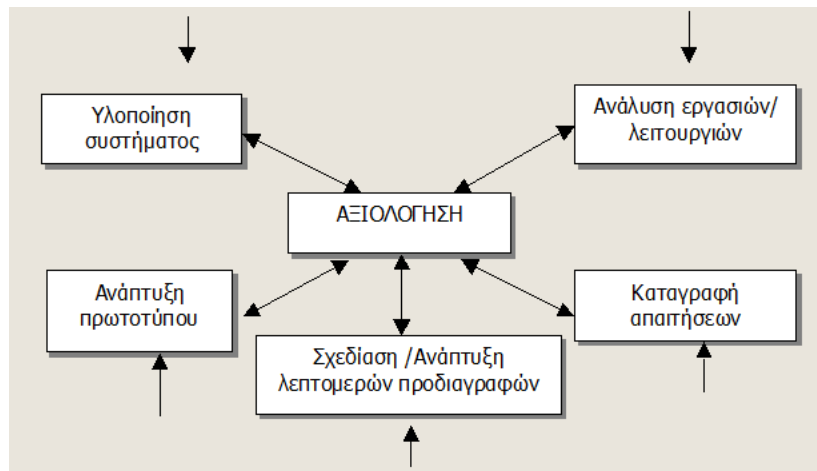 Υλοποίηση
συστήματος
Ανάλυση εργασιών/
λειτουργιών
ΑΞΙΟΛΟΓΗΣΗ
Ανάπτυξη
πρωτοτύπου
Σχεδίαση /Ανάπτυξη
λεπτομερών προδιαγραφών
Καταγραφή
απαιτήσεων